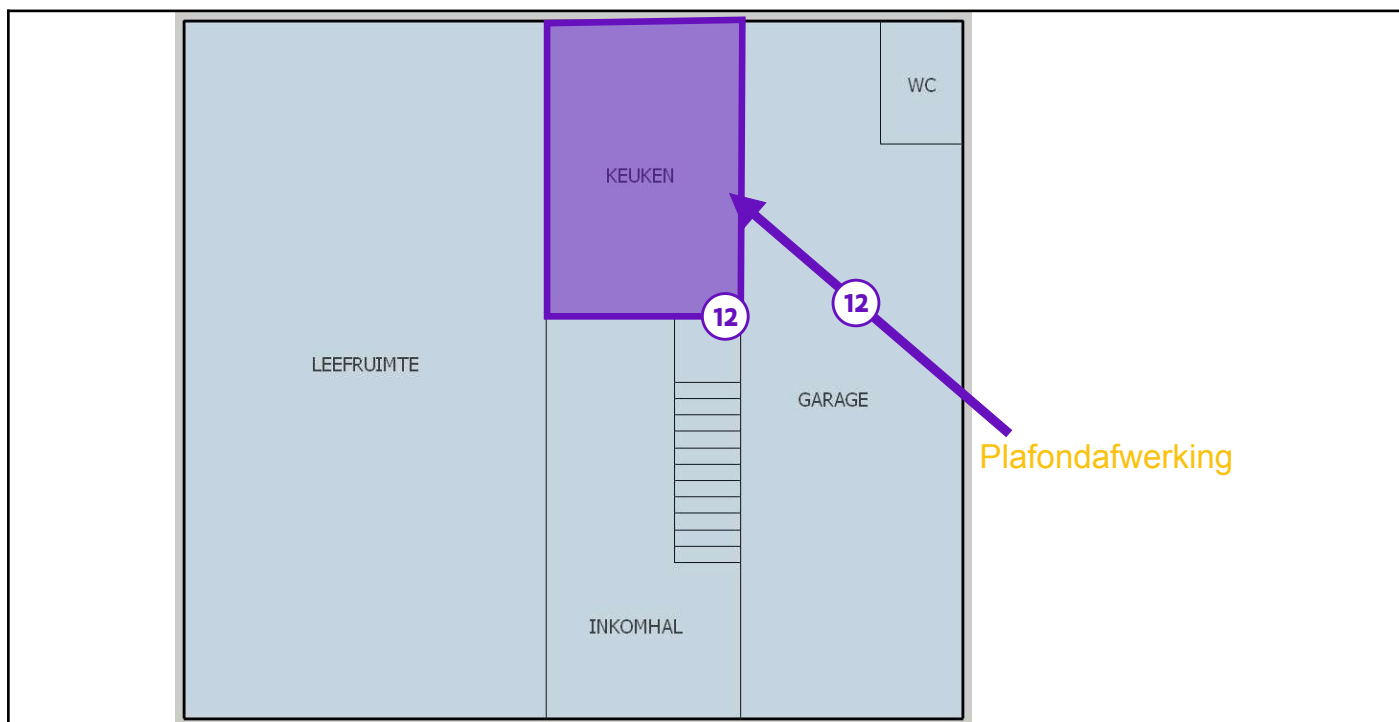 WC
KEUKEN
12
12
LEEFRUIMTE
GARAGE
Plafondafwerking
INKOMHAL